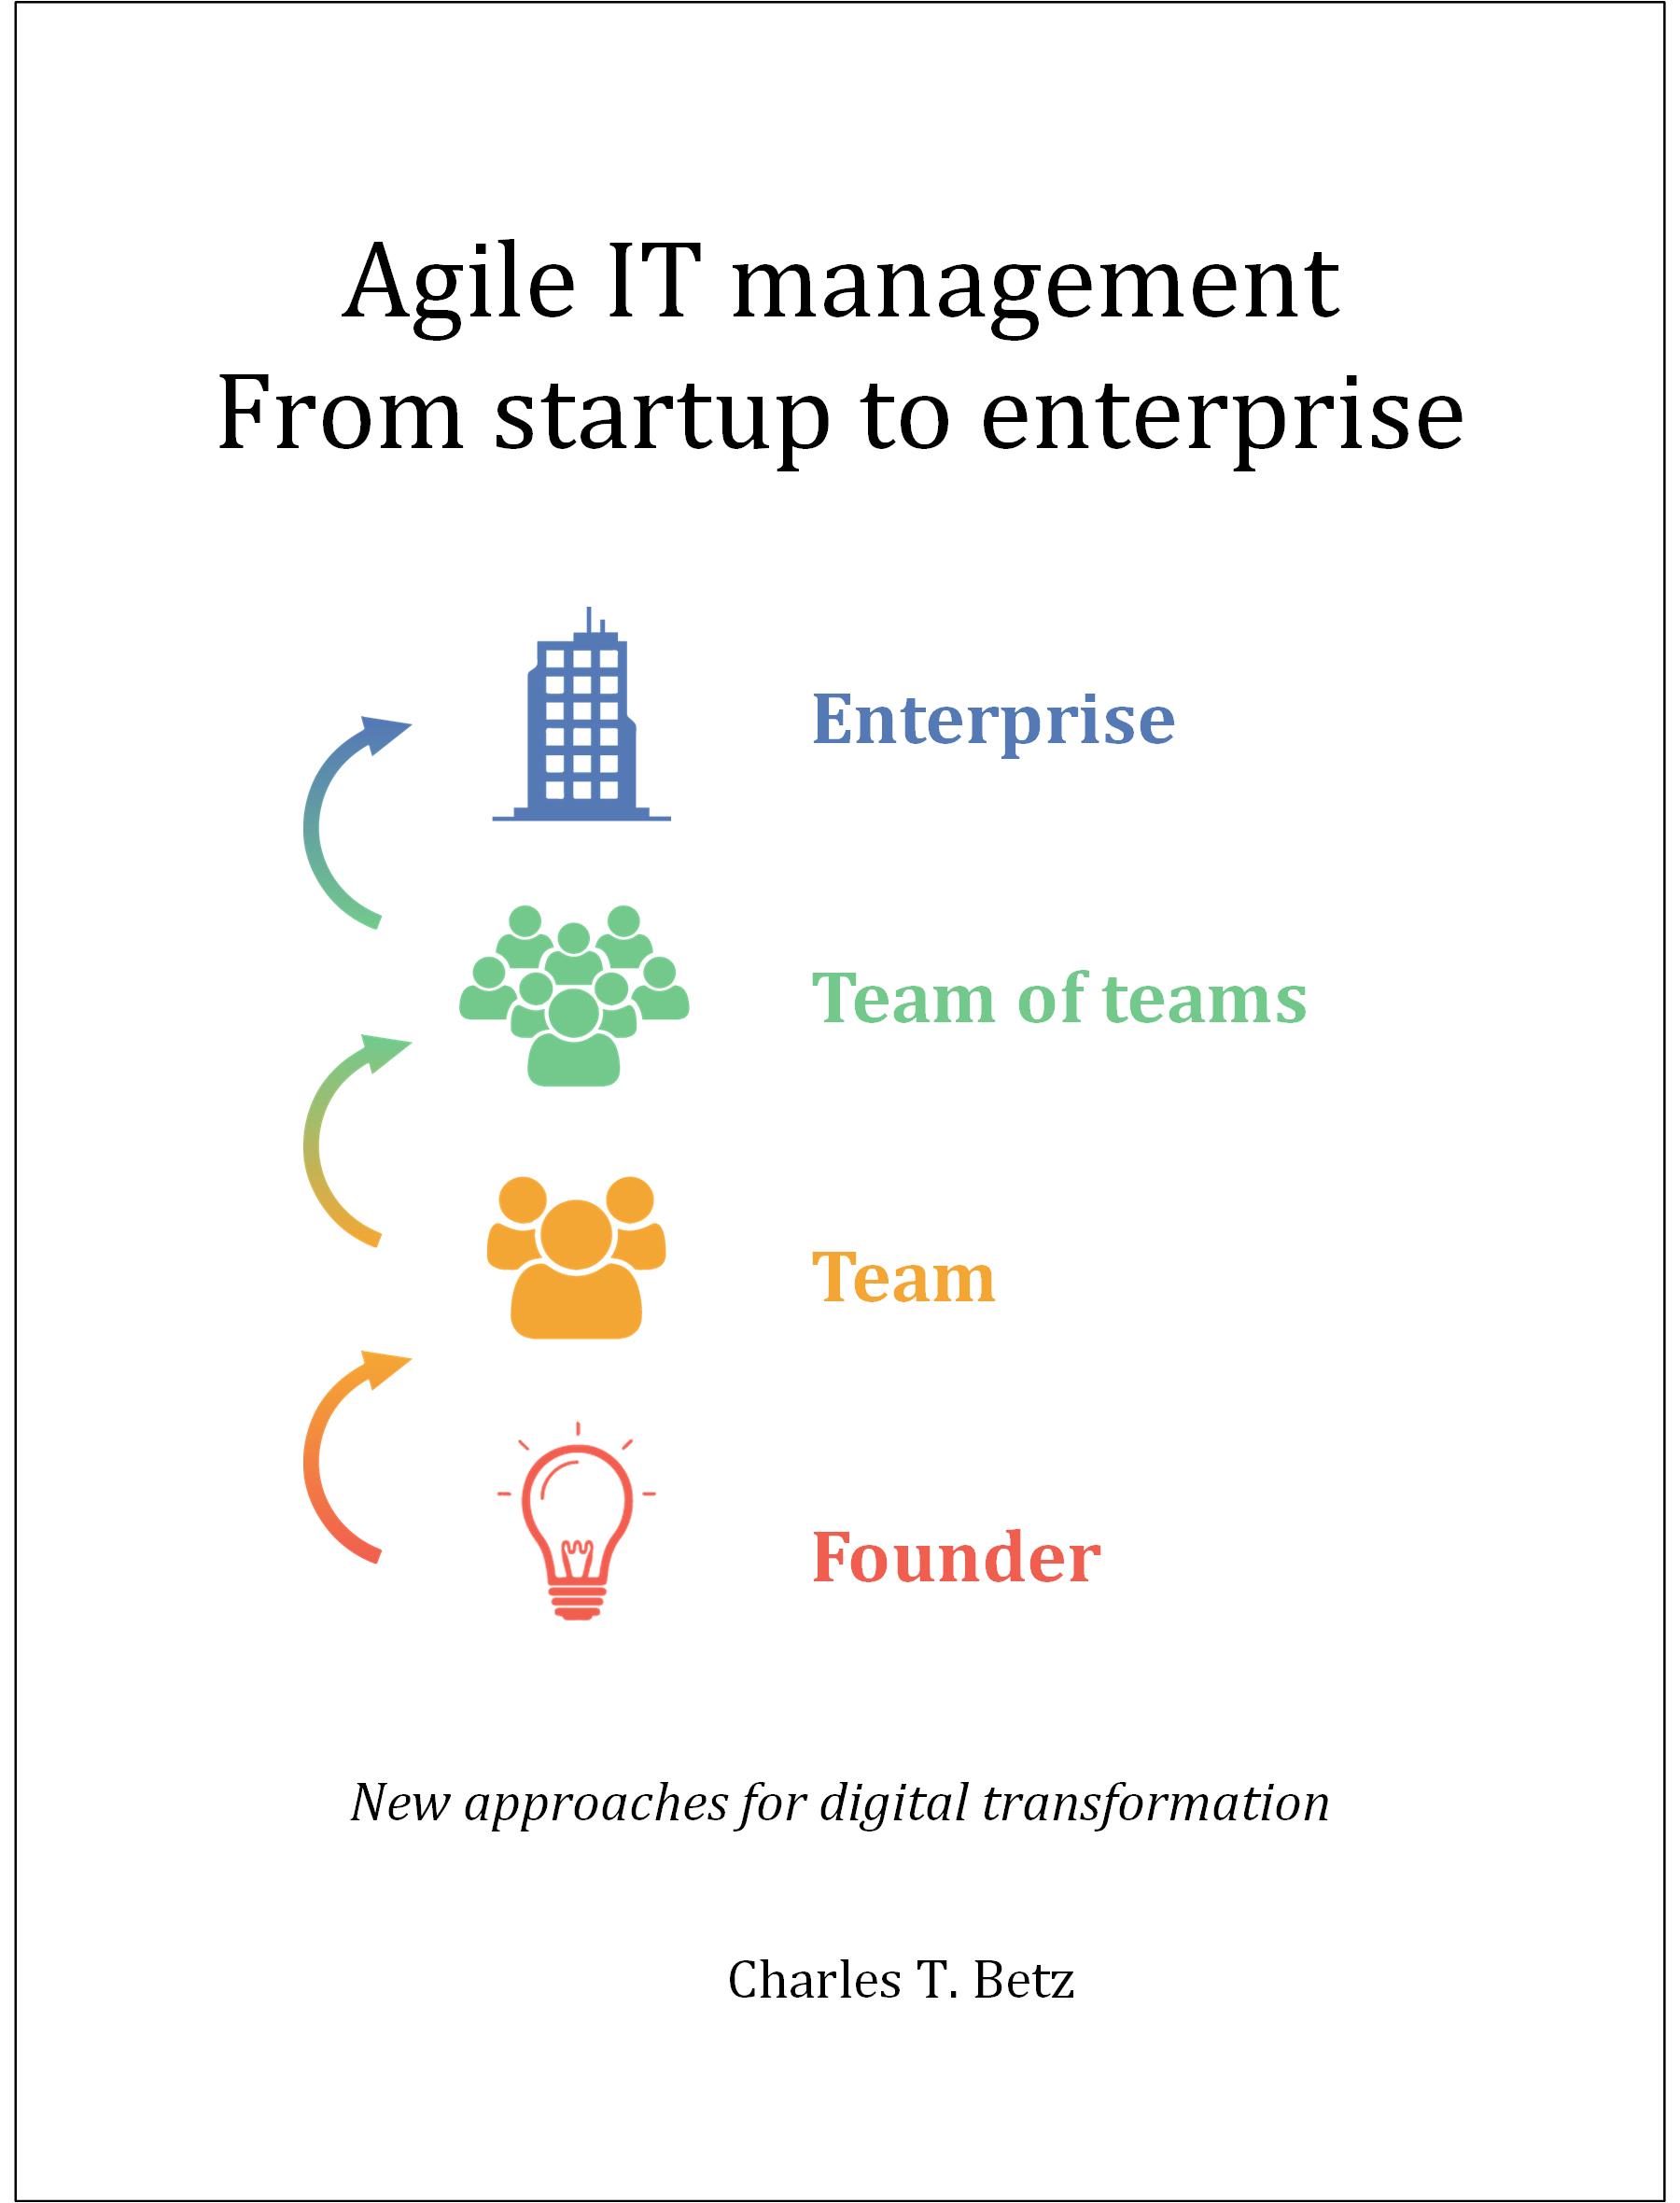 Agile IT management
From startup to enterprise
Enterprise
Team of teams
Team
Founder
New approaches for digital transformation
Charles T. Betz